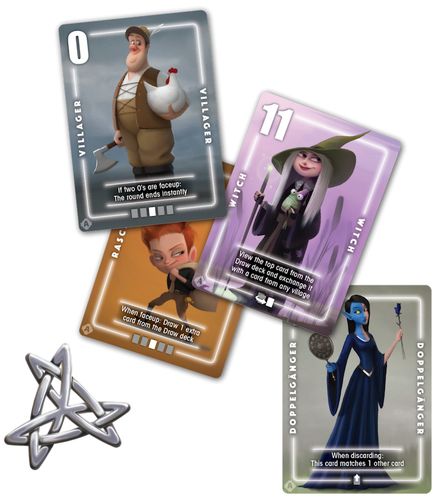 0
VILLAGER
VILLAGER
If two 0's are faceup:
The round ends instantly
11
WITCH
WITCH
View the top card from the
Draw deck and exchange it
with a card from any village
RASC
When faceup: Draw 1 extra
card from the Draw deck
DOPPELGÄNGER
DOPPELGÄNGER
When discarding:
This card matches 1 other card